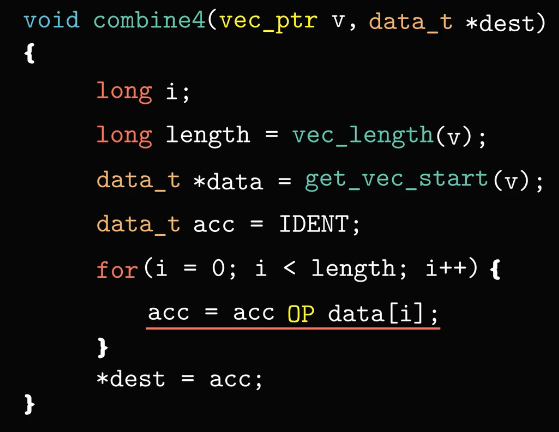 void combine4(vec_ptr v, data_t *dest)
{
long i;
long length = vec_length(v);
data_t *data = get_vec_start(v);
data_t acc = IDENT;
for(i = 0; i < length; i++) {
acc = acc OP data[i];
}
*dest = acc;
}